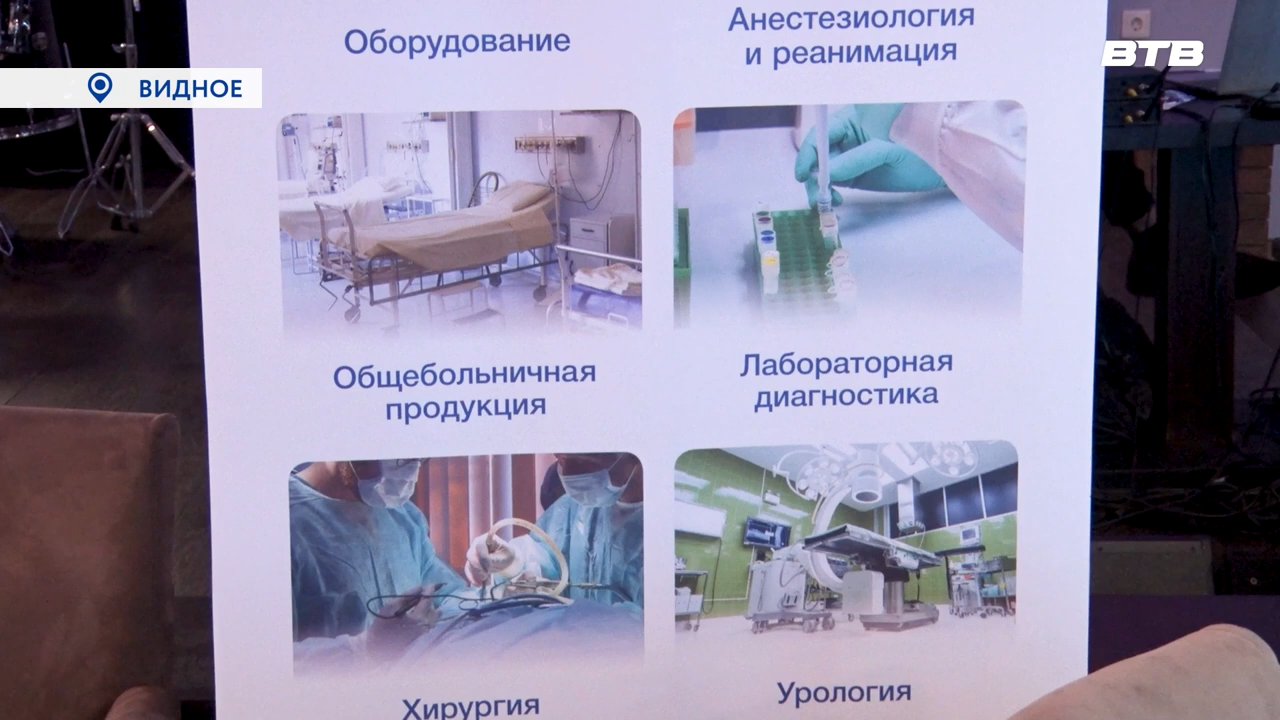 Оборудование
Анестезиология
и реанимация
ВТВ
ВИДНОЕ
Общебольничная
продукция
Лабораторная
диагностика
Хирургия
Урология